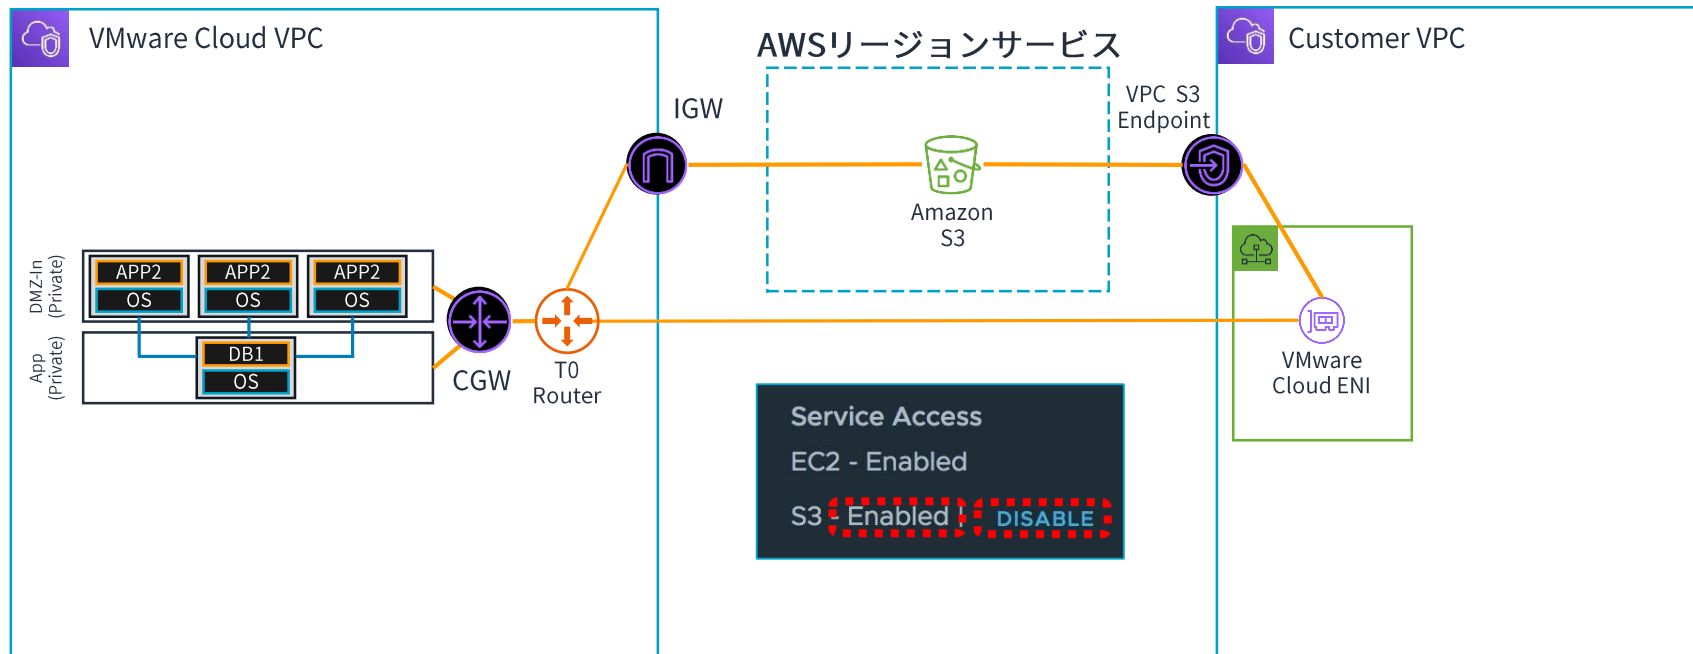 VMware Cloud VPC
AWSリージョンサービス
Customer VPC
IGW
VPC S3
Endpoint
Amazon
S3
DMZ-In
(Private)
APP2
APP2
APP2
OS
OS
OS
App
(Private)
DB1
OS
CGW
T0
Router
VMware
Cloud ENI
Service Access
EC2 - Enabled
S3 - Enabled | DISABLE